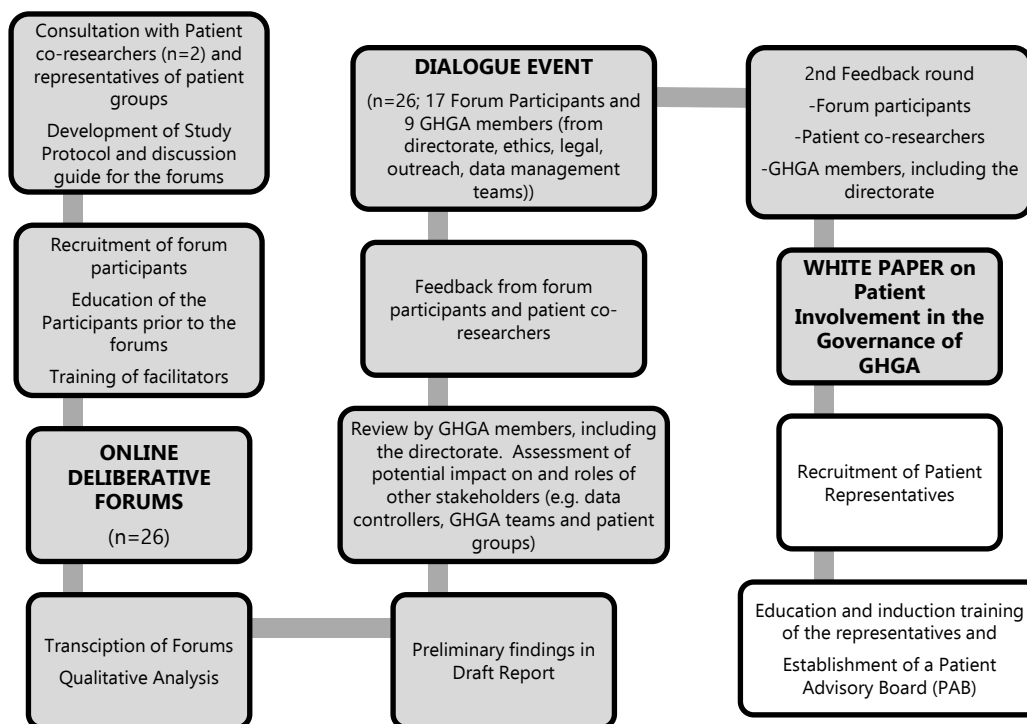 Consultation with Patient
co-researchers (n=2) and
representatives of patient
groups
Development of Study
Protocol and discussion
guide for the forums
Recruitment of forum
participants
Education of the
Participants prior to the
forums
Training of facilitators
ONLINE
DELIBERATIVE
FORUMS
(n=26)
Transciption of Forums
Qualitative Analysis
Preliminary findings in
Draft Report
Review by GHGA members, including
the directorate.  Assessment of
potential impact on and roles of
other stakeholders (e.g. data
controllers, GHGA teams and patient
groups)
Feedback from forum
participants and patient co-
researchers
DIALOGUE EVENT
(n=26; 17 Forum Participants and
9 GHGA members (from
directorate, ethics, legal,
outreach, data management
teams))
2nd Feedback round
-Forum participants
-Patient co-researchers
-GHGA members, including the
directorate
WHITE PAPER on
Patient
Involvement in the
Governance of
GHGA
Recruitment of Patient
Representatives
Education and induction training
of the representatives and
Establishment of a Patient
Advisory Board (PAB)